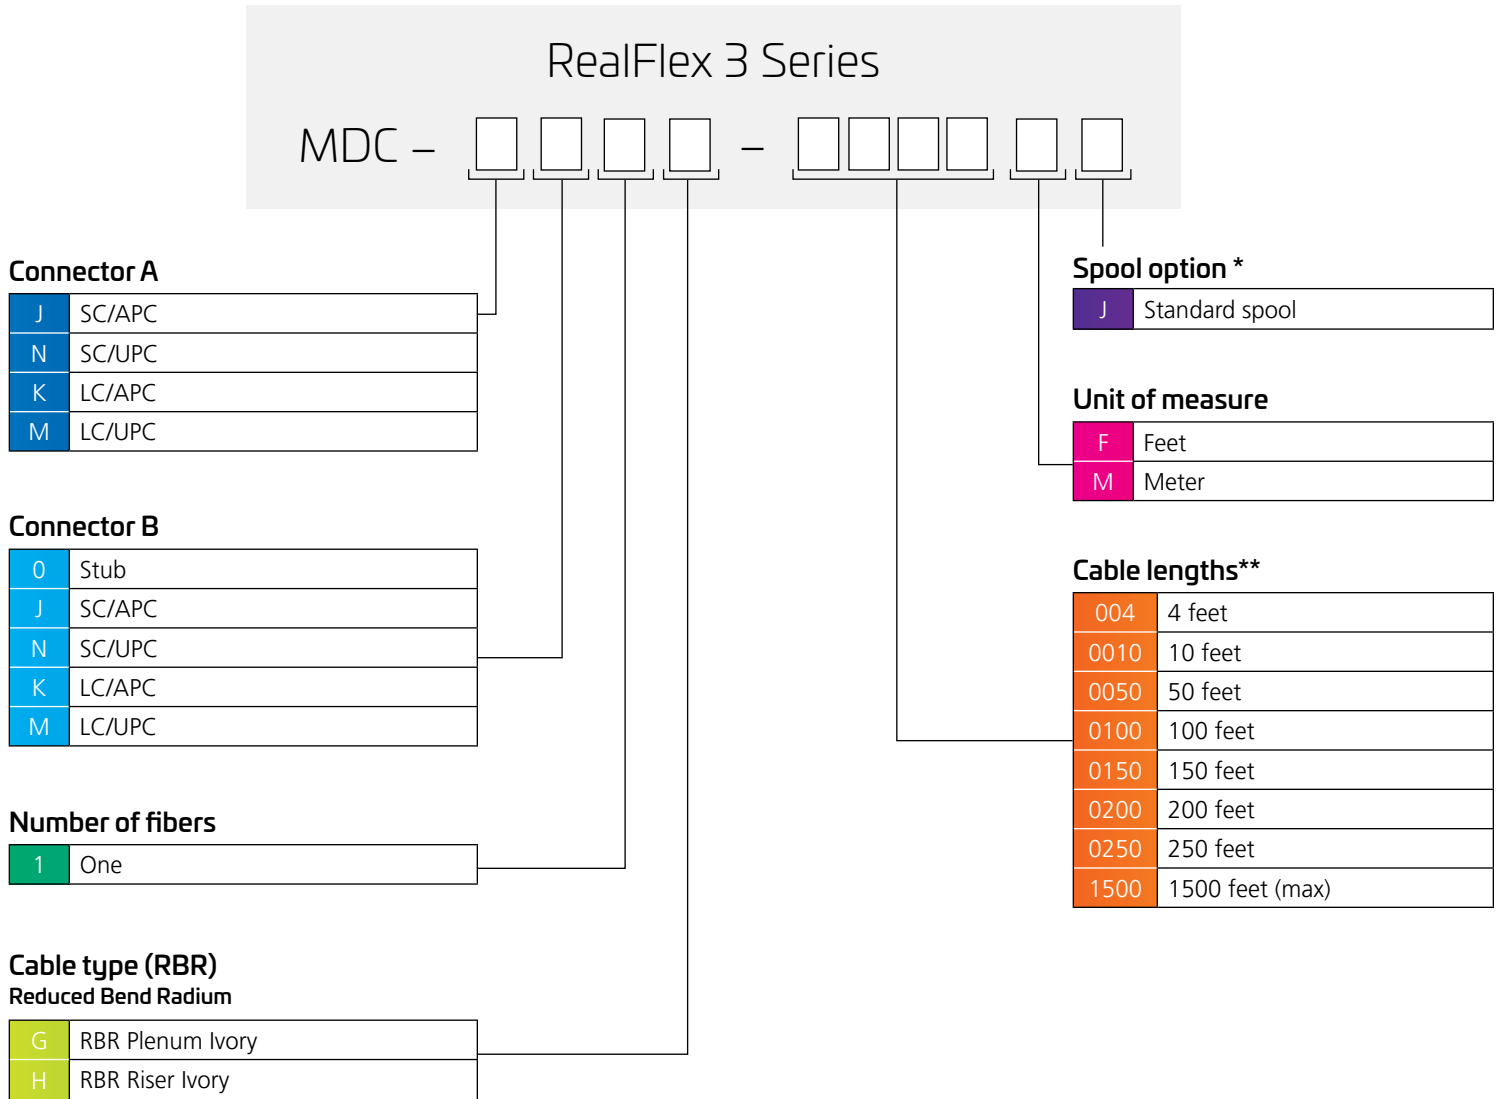 RealFlex 3 Series
MDC – –
Connector A
J SC/APC
N SC/UPC
K LC/APC
M LC/UPC
Connector B
0 Stub
J SC/APC
N SC/UPC
K LC/APC
M LC/UPC
Number of fibers
1 One
Cable type (RBR)
Reduced Bend Radium
G RBR Plenum Ivory
H RBR Riser Ivory
Spool option *
J Standard spool
Unit of measure
F Feet
M Meter
Cable lengths**
004 4 feet
0010 10 feet
0050 50 feet
0100 100 feet
0150 150 feet
0200 200 feet
0250 250 feet
1500 1500 feet (max)